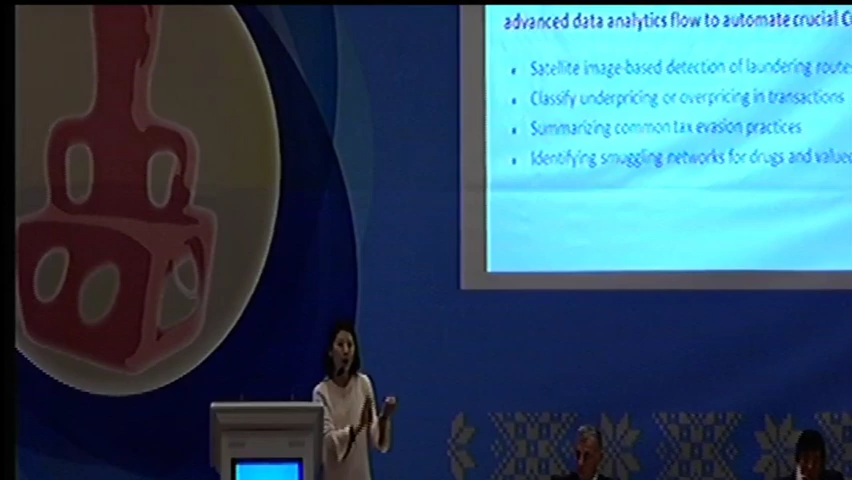 advanced data analytics flow to automate crucial C
• Satellite image-based detection of laundering routes
• Classify underpricing or overpricing in transactions
• Summarizing common tax evasion practices
• Identifying smuggling networks for drugs and valued